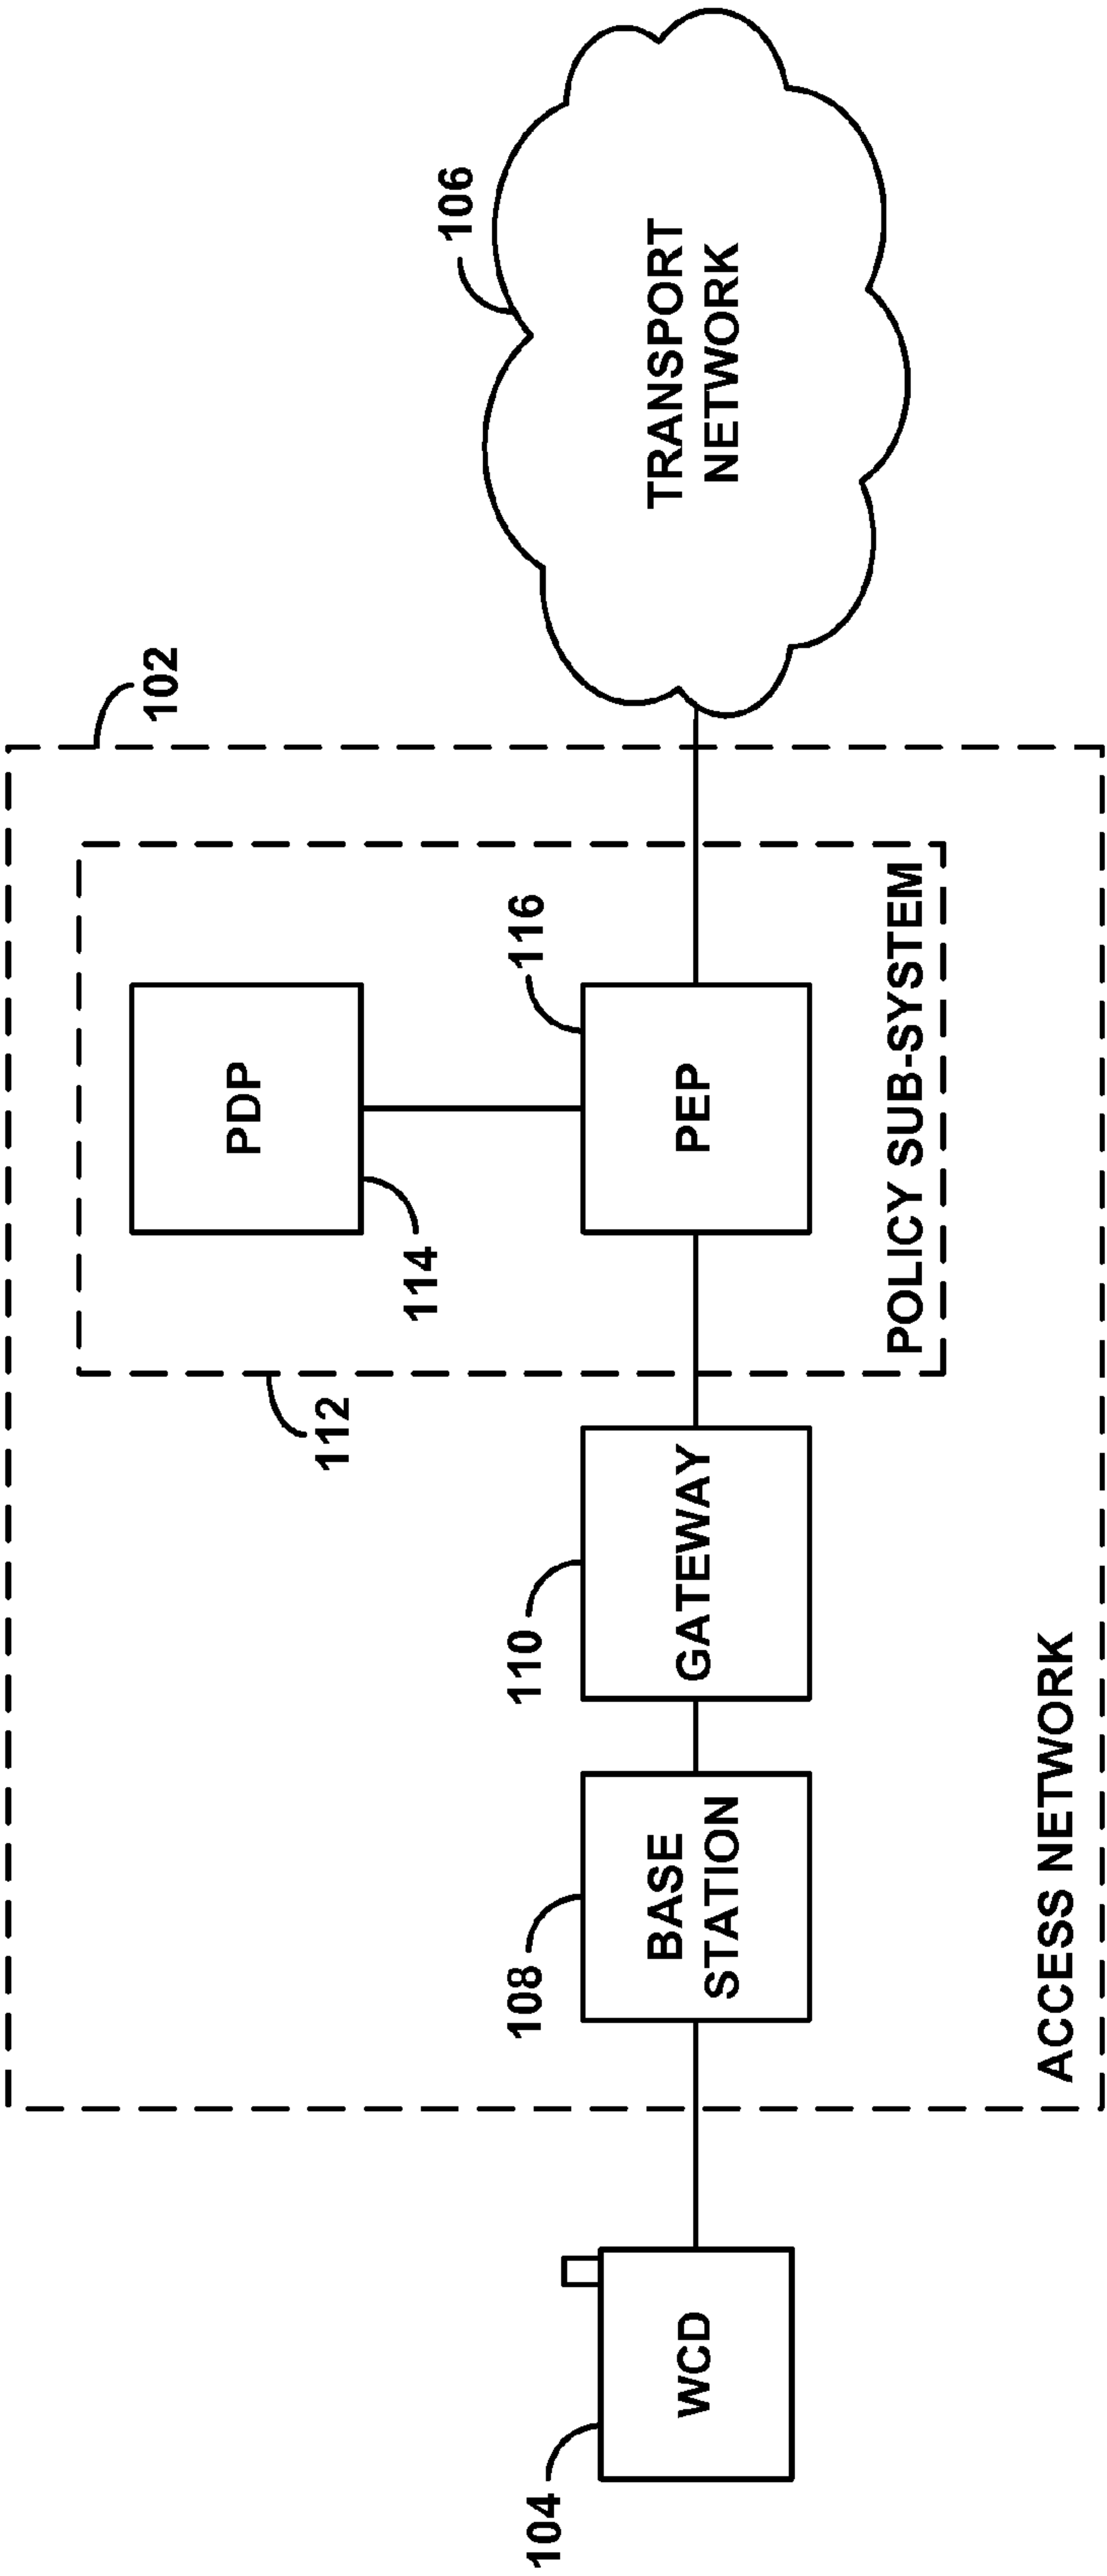 102
106
112
PDP
114
116
PEP
POLICY SUB-SYSTEM
104
WCD
108
BASE
STATION
110
GATEWAY
TRANSPORT
NETWORK
ACCESS NETWORK